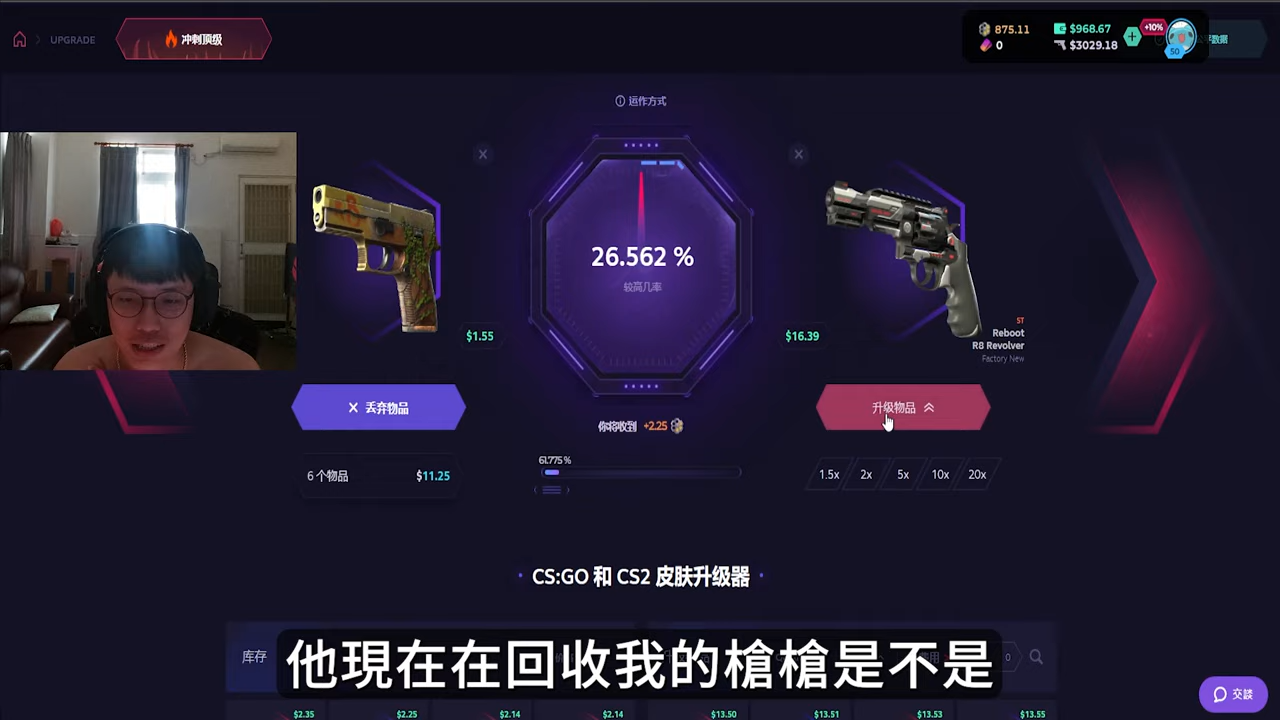 UPGRADE
冲刺顶级
875.11
0
$968.67
$3029.18
+10%
50
数据
运作方式
26.562 %
较高几率
$1.55
$16.39
ST
Reboot
R8 Revolver
Factory New
丢弃物品
升级物品
你将收到 +2.25
6 个物品 $11.25
61.775 %
1.5x 2x 5x 10x 20x
CS:GO 和 CS2 皮肤升级器
库存
0
他現在在回收我的槍槍是不是
$2.35 $2.25 $2.14 $2.14 $13.50 $13.51 $13.53 $13.55
交談